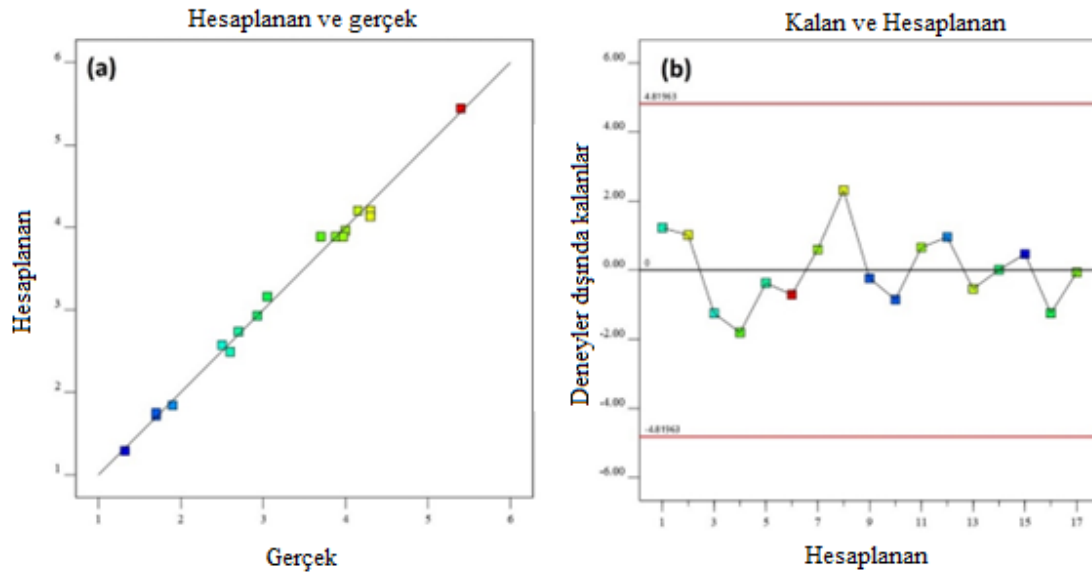 Hesaplanan ve gerçek
(a)
Hesaplanan
6
5
4
3
2
1
1 2 3 4 5 6
Gerçek
Kalan ve Hesaplanan
(b)
Deneyler dışında kalanlar
6.00
4.81963
4.00
2.00
0.00
0
-2.00
-4.00
-4.81963
-6.00
1 3 5 7 9 11 13 15 17
Hesaplanan